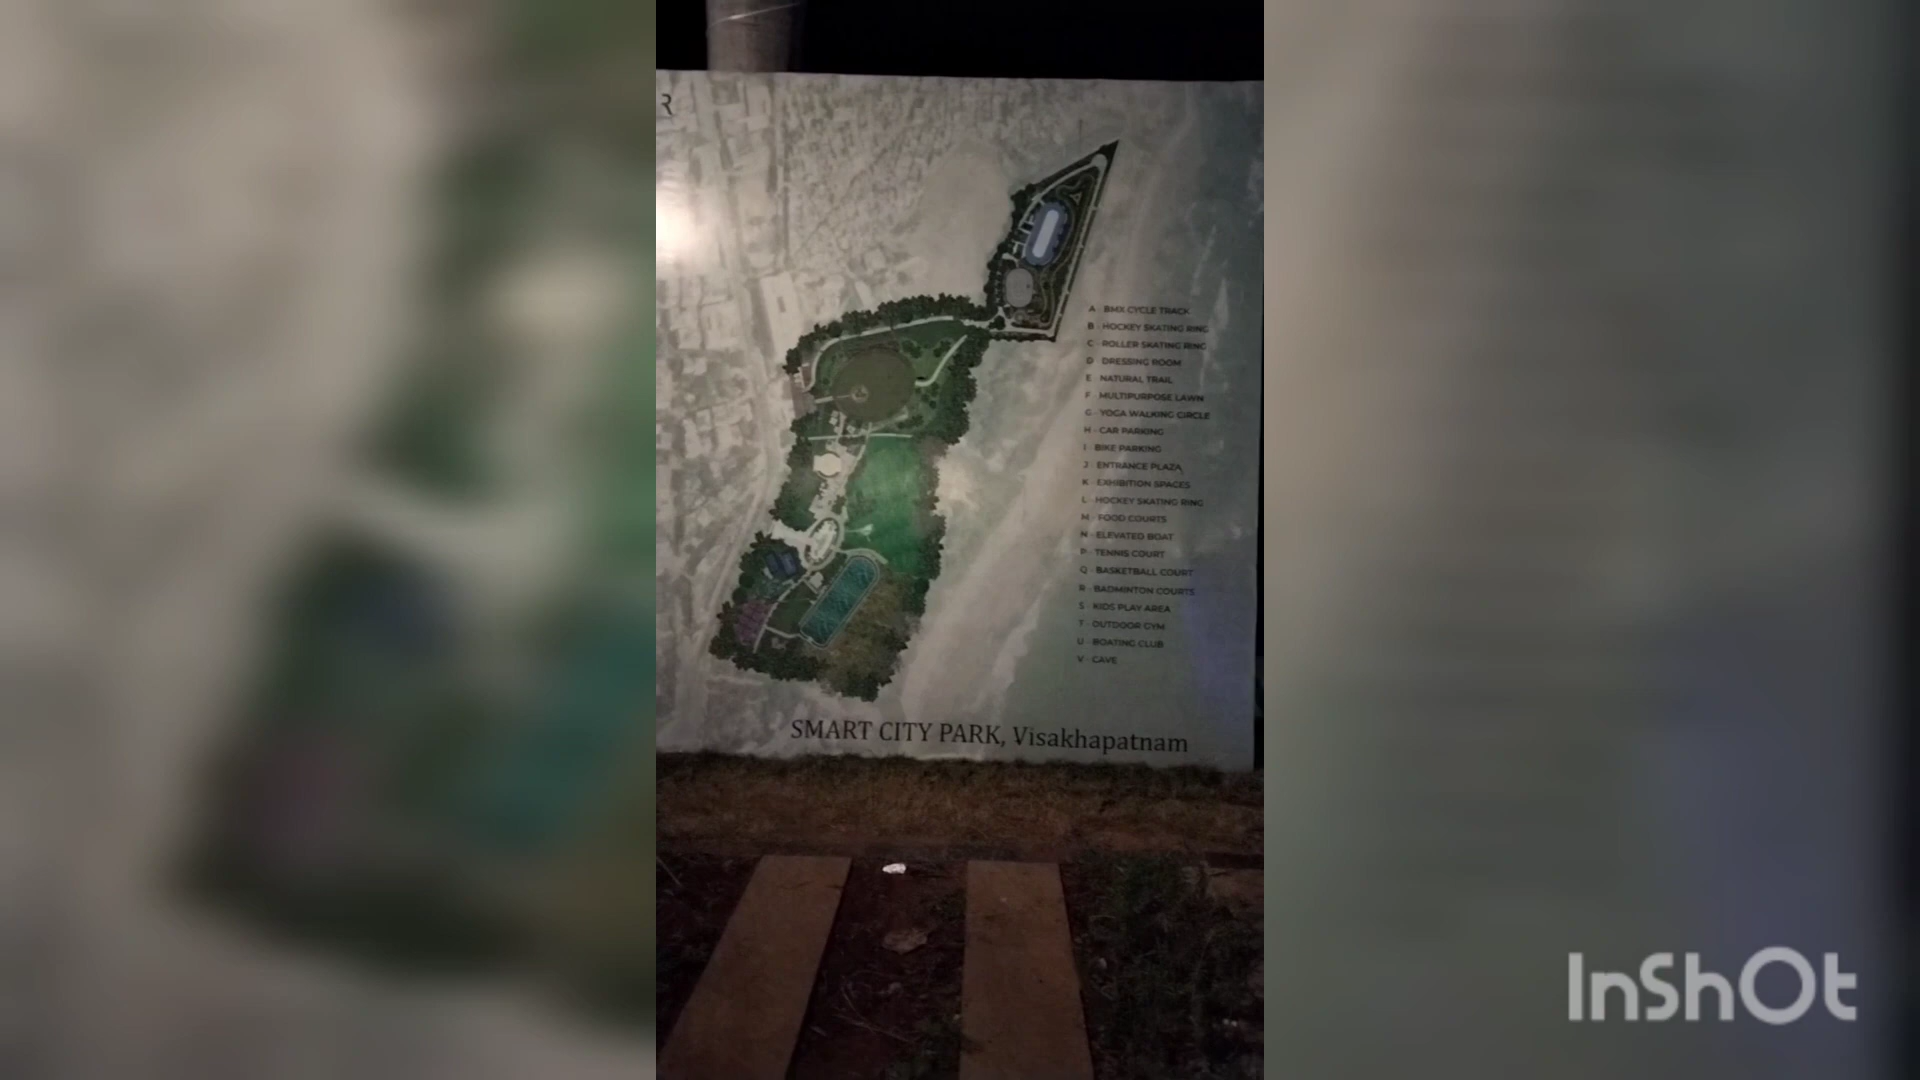 R
A - BMX CYCLE TRACK
B - HOCKEY SKATING RING
C - ROLLER SKATING RING
D - DRESSING ROOM
E - NATURAL TRAIL
F - MULTIPURPOSE LAWN
G - YOGA WALKING CIRCLE
H - CAR PARKING
I - BIKE PARKING
J - ENTRANCE PLAZA
K - EXHIBITION SPACES
L - HOCKEY SKATING RING
M - FOOD COURTS
N - ELEVATED BOAT
P - TENNIS COURT
Q - BASKETBALL COURT
R - BADMINTON COURTS
S - KIDS PLAY AREA
T - OUTDOOR GYM
U - BOATING CLUB
V - CAVE
SMART CITY PARK, Visakhapatnam
InShOt